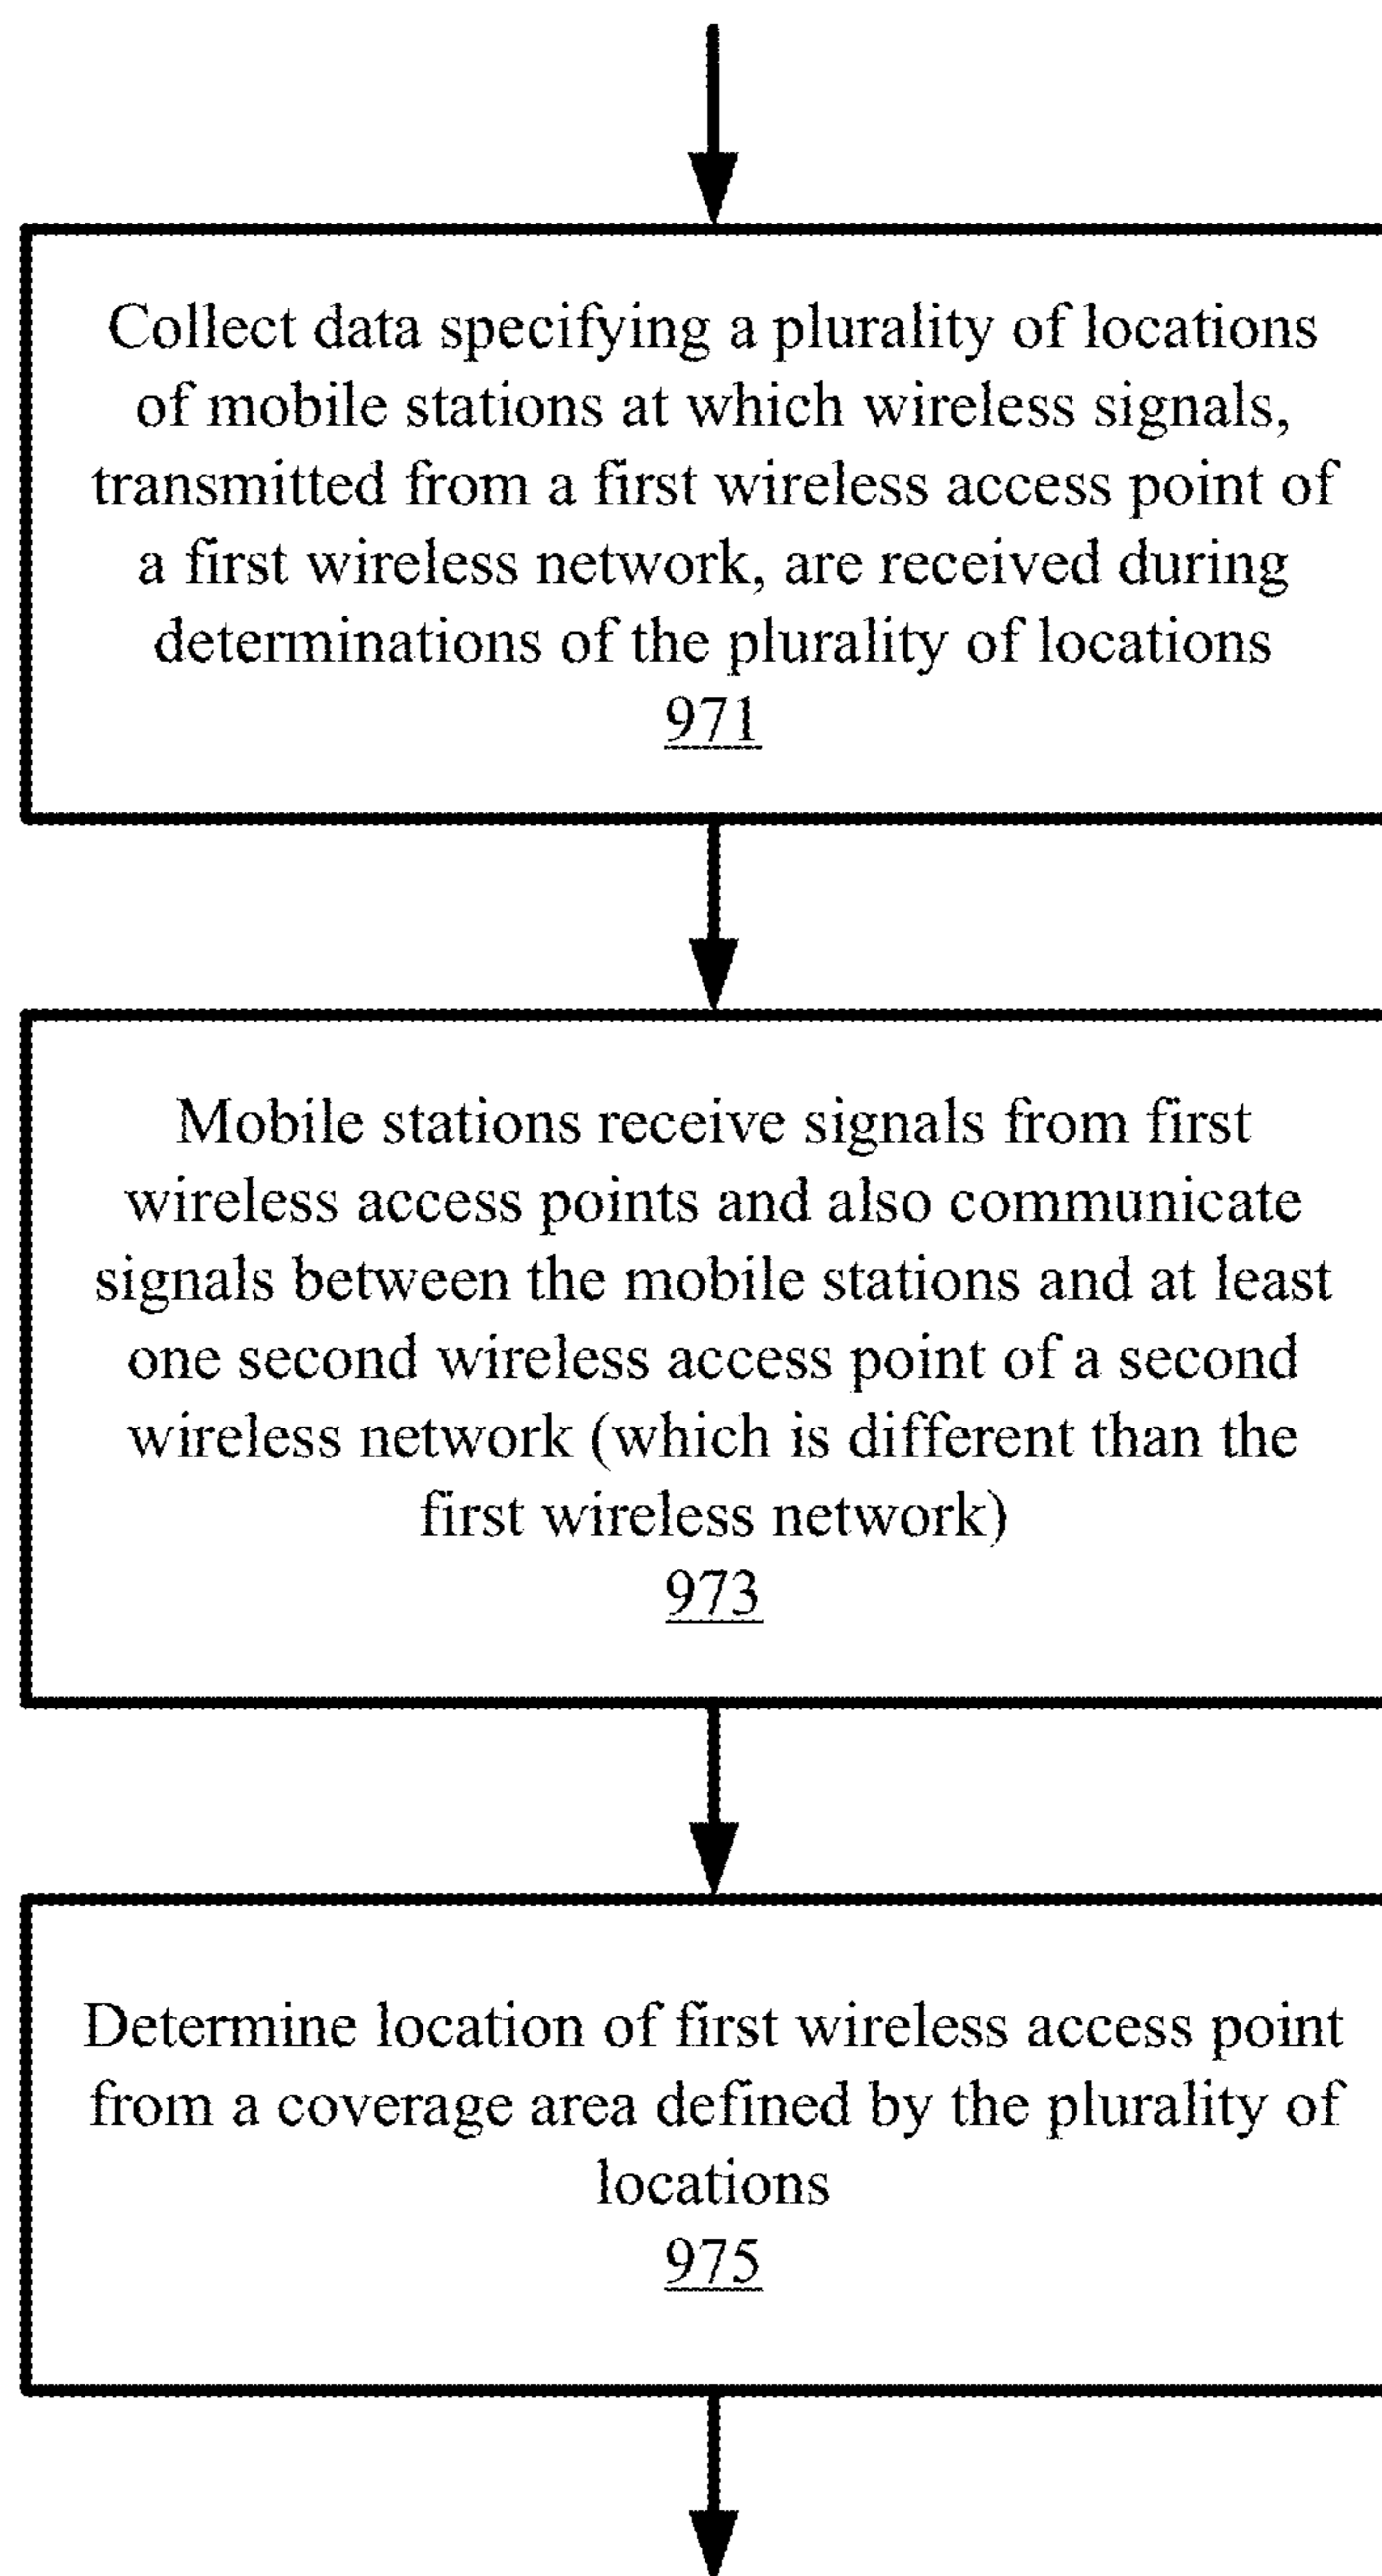 Collect data specifying a plurality of locations
of mobile stations at which wireless signals,
transmitted from a first wireless access point of
a first wireless network, are received during
determinations of the plurality of locations
971
Mobile stations receive signals from first
wireless access points and also communicate
signals between the mobile stations and at least
one second wireless access point of a second
wireless network (which is different than the
first wireless network)
973
Determine location of first wireless access point
from a coverage area defined by the plurality of
locations
975